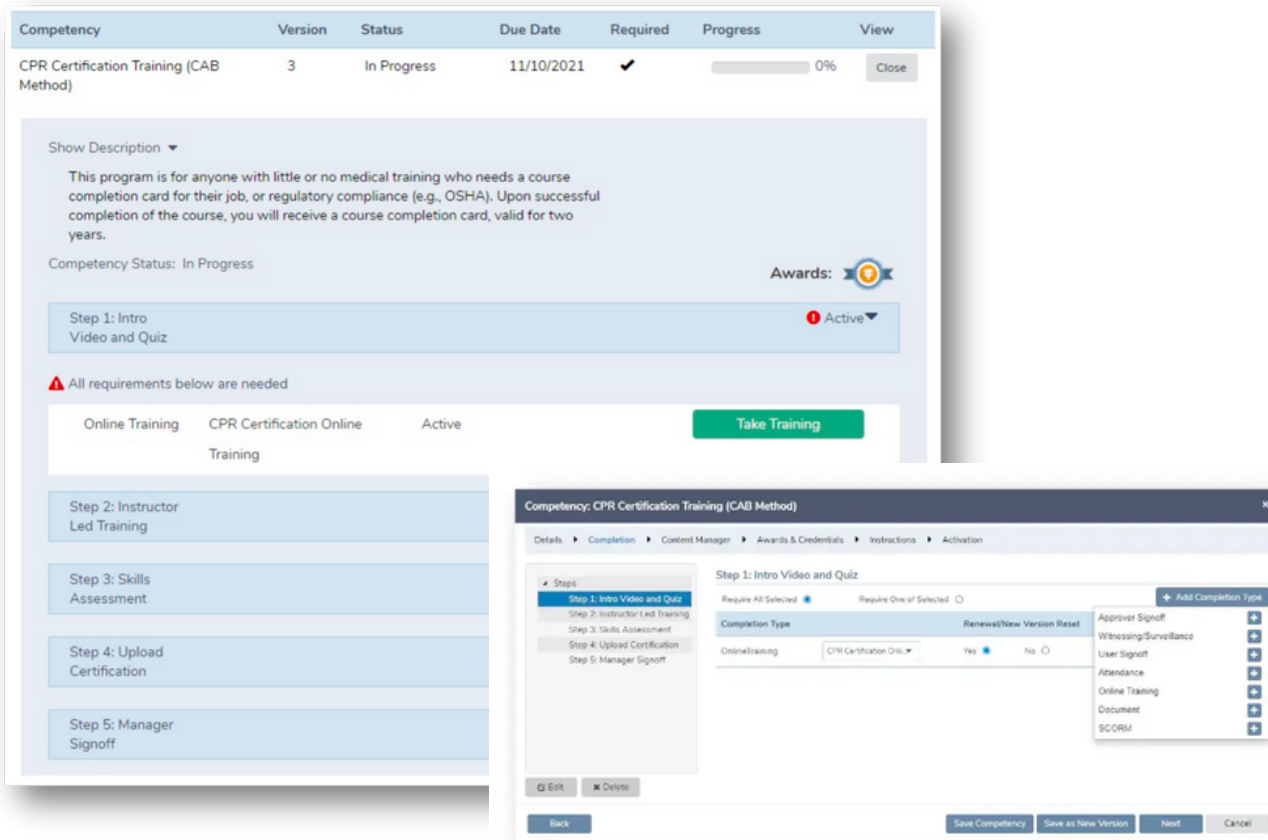 Competency Version Status Due Date Required Progress View
CPR Certification Training (CAB 3 In Progress 11/10/2021 0% Close
Method)
Show Description
This program is for anyone with little or no medical training who needs a course
completion card for their job, or regulatory compliance (e.g., OSHA). Upon successful
completion of the course, you will receive a course completion card, valid for two
years.
Competency Status: In Progress
Awards:
Step 1: Intro Active
Video and Quiz
All requirements below are needed
Online Training CPR Certification Online Active Take Training
Training
Step 2: Instructor
Led Training
Step 3: Skills
Assessment
Step 4: Upload
Certification
Step 5: Manager
Signoff
Competency: CPR Certification Training (CAB Method)
Details Completion Content Manager Awards & Credentials Instructions Activation
Steps
Step 1: Intro Video and Quiz
Step 2: Instructor Led Training
Step 3: Skills Assessment
Step 4: Upload Certification
Step 5: Manager Signoff
Step 1: Intro Video and Quiz
Require All Selected Require One of Selected + Add Completion Type
Completion Type Renewal/New Version Reset
OnlineTraining CPR Certification Onli... Yes No
Approver Signoff
Witnessing/Surveillance
User Signoff
Attendance
Online Training
Document
SCORM
Edit Delete
Back Save Competency Save as New Version Next Cancel